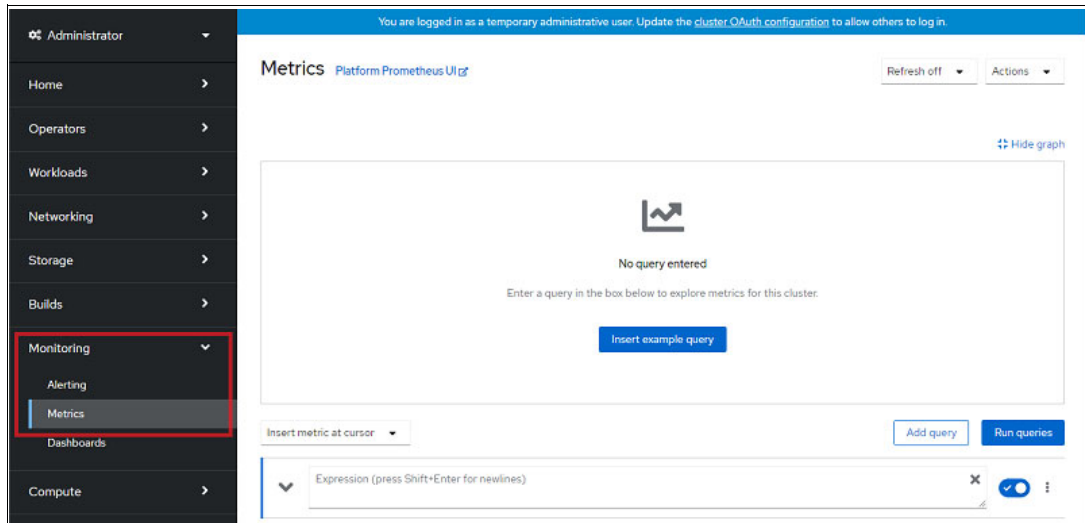 You are logged in as a temporary administrative user. Update the cluster OAuth configuration to allow others to log in.
Administrator
Home
Operators
Workloads
Networking
Storage
Builds
Monitoring
Alerting
Metrics
Dashboards
Compute
Metrics Platform Prometheus UI
Refresh off Actions
Hide graph
No query entered
Enter a query in the box below to explore metrics for this cluster.
Insert example query
Insert metric at cursor Add query Run queries
Expression (press Shift+Enter for newlines)